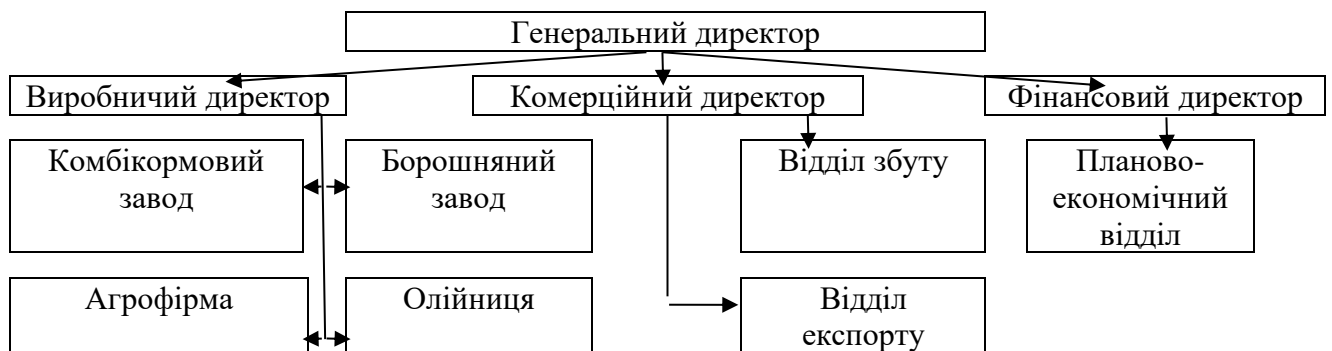 Генеральний директор
Виробничий директор
Комерційний директор
Фінансовий директор
Комбікормовий
завод
Борошняний
завод
Відділ збуту
Планово-
економічний
відділ
Агрофірма
Олійниця
Відділ
експорту